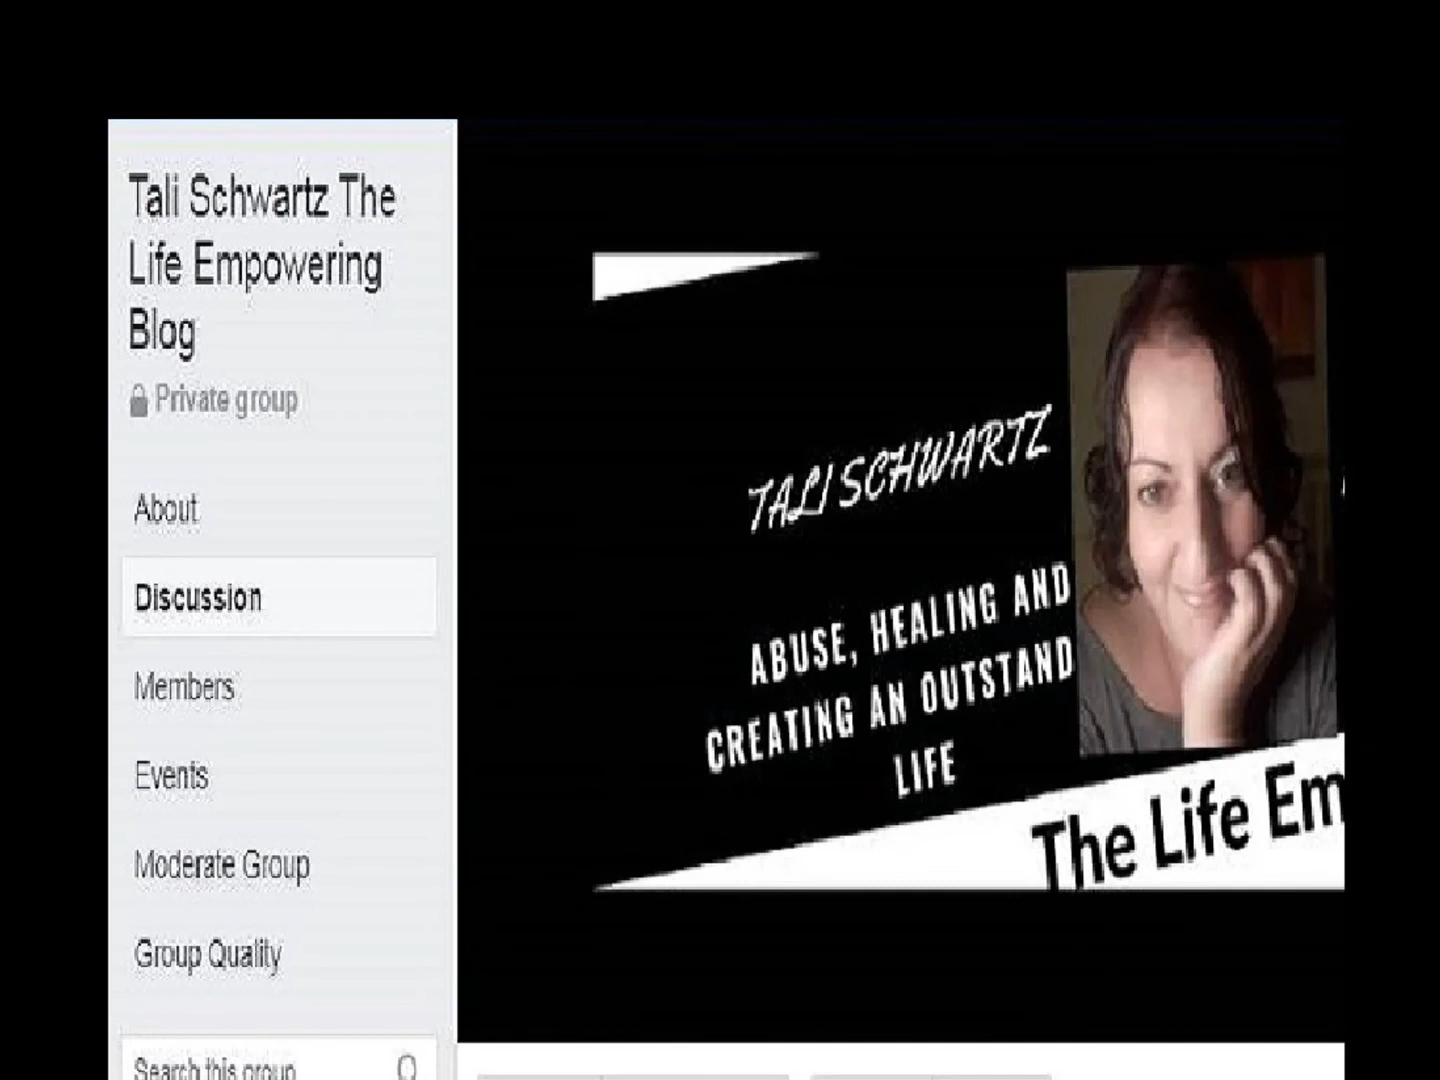 Tali Schwartz The
Life Empowering
Blog
Private group
About
Discussion
Members
Events
Moderate Group
Group Quality
Search this group
TALI SCHWARTZ
ABUSE, HEALING AND
CREATING AN OUTSTAND
LIFE
The Life Em